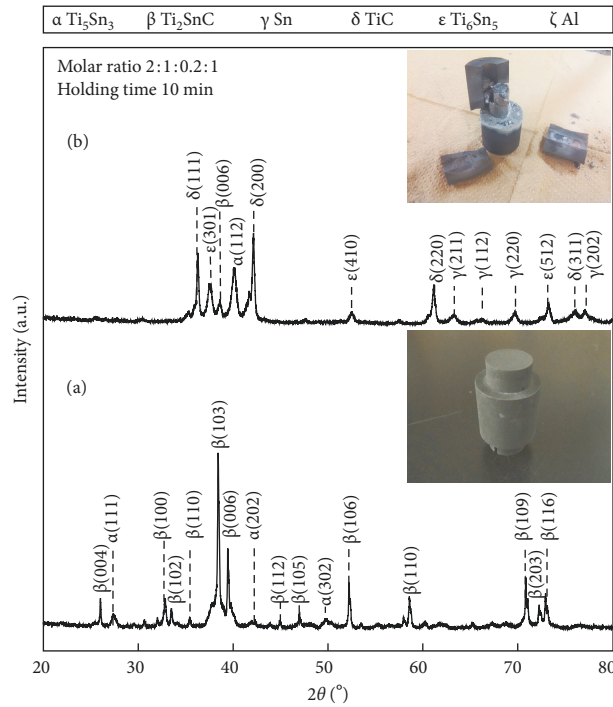 α Ti₅Sn₃ β Ti₂SnC γ Sn δ TiC ε Ti₆Sn₅ ζ Al
Molar ratio 2:1:0.2:1
Holding time 10 min
(b)
δ(111)
ε(301)
β(006)
α(112)
δ(200)
ε(410)
δ(220)
γ(211)
γ(112)
γ(220)
ε(512)
δ(311)
γ(202)
Intensity (a.u.)
(a)
β(004)
α(111)
β(100)
β(102)
β(110)
β(103)
β(006)
α(202)
β(112)
β(105)
α(302)
β(106)
β(110)
β(109)
β(203)
β(116)
20 30 40 50 60 70 80
2θ (°)